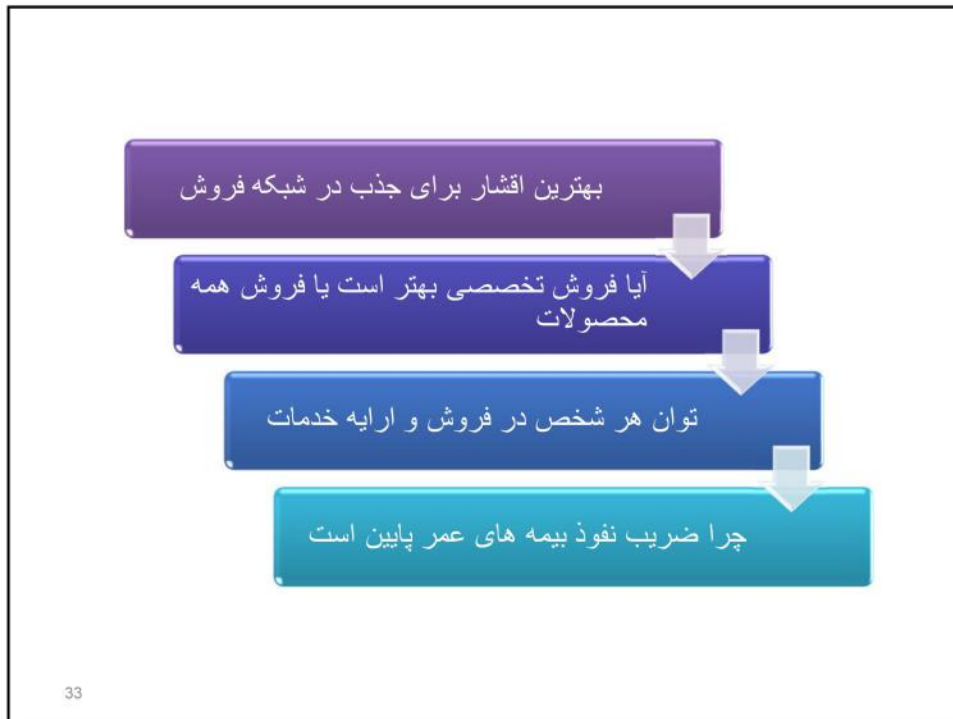 بهترین اقشار برای جذب در شبکه فروش
آیا فروش تخصصی بهتر است یا فروش همه
محصولات
توان هر شخص در فروش و ارایه خدمات
چرا ضریب نفوذ بیمه های عمر پایین است
33